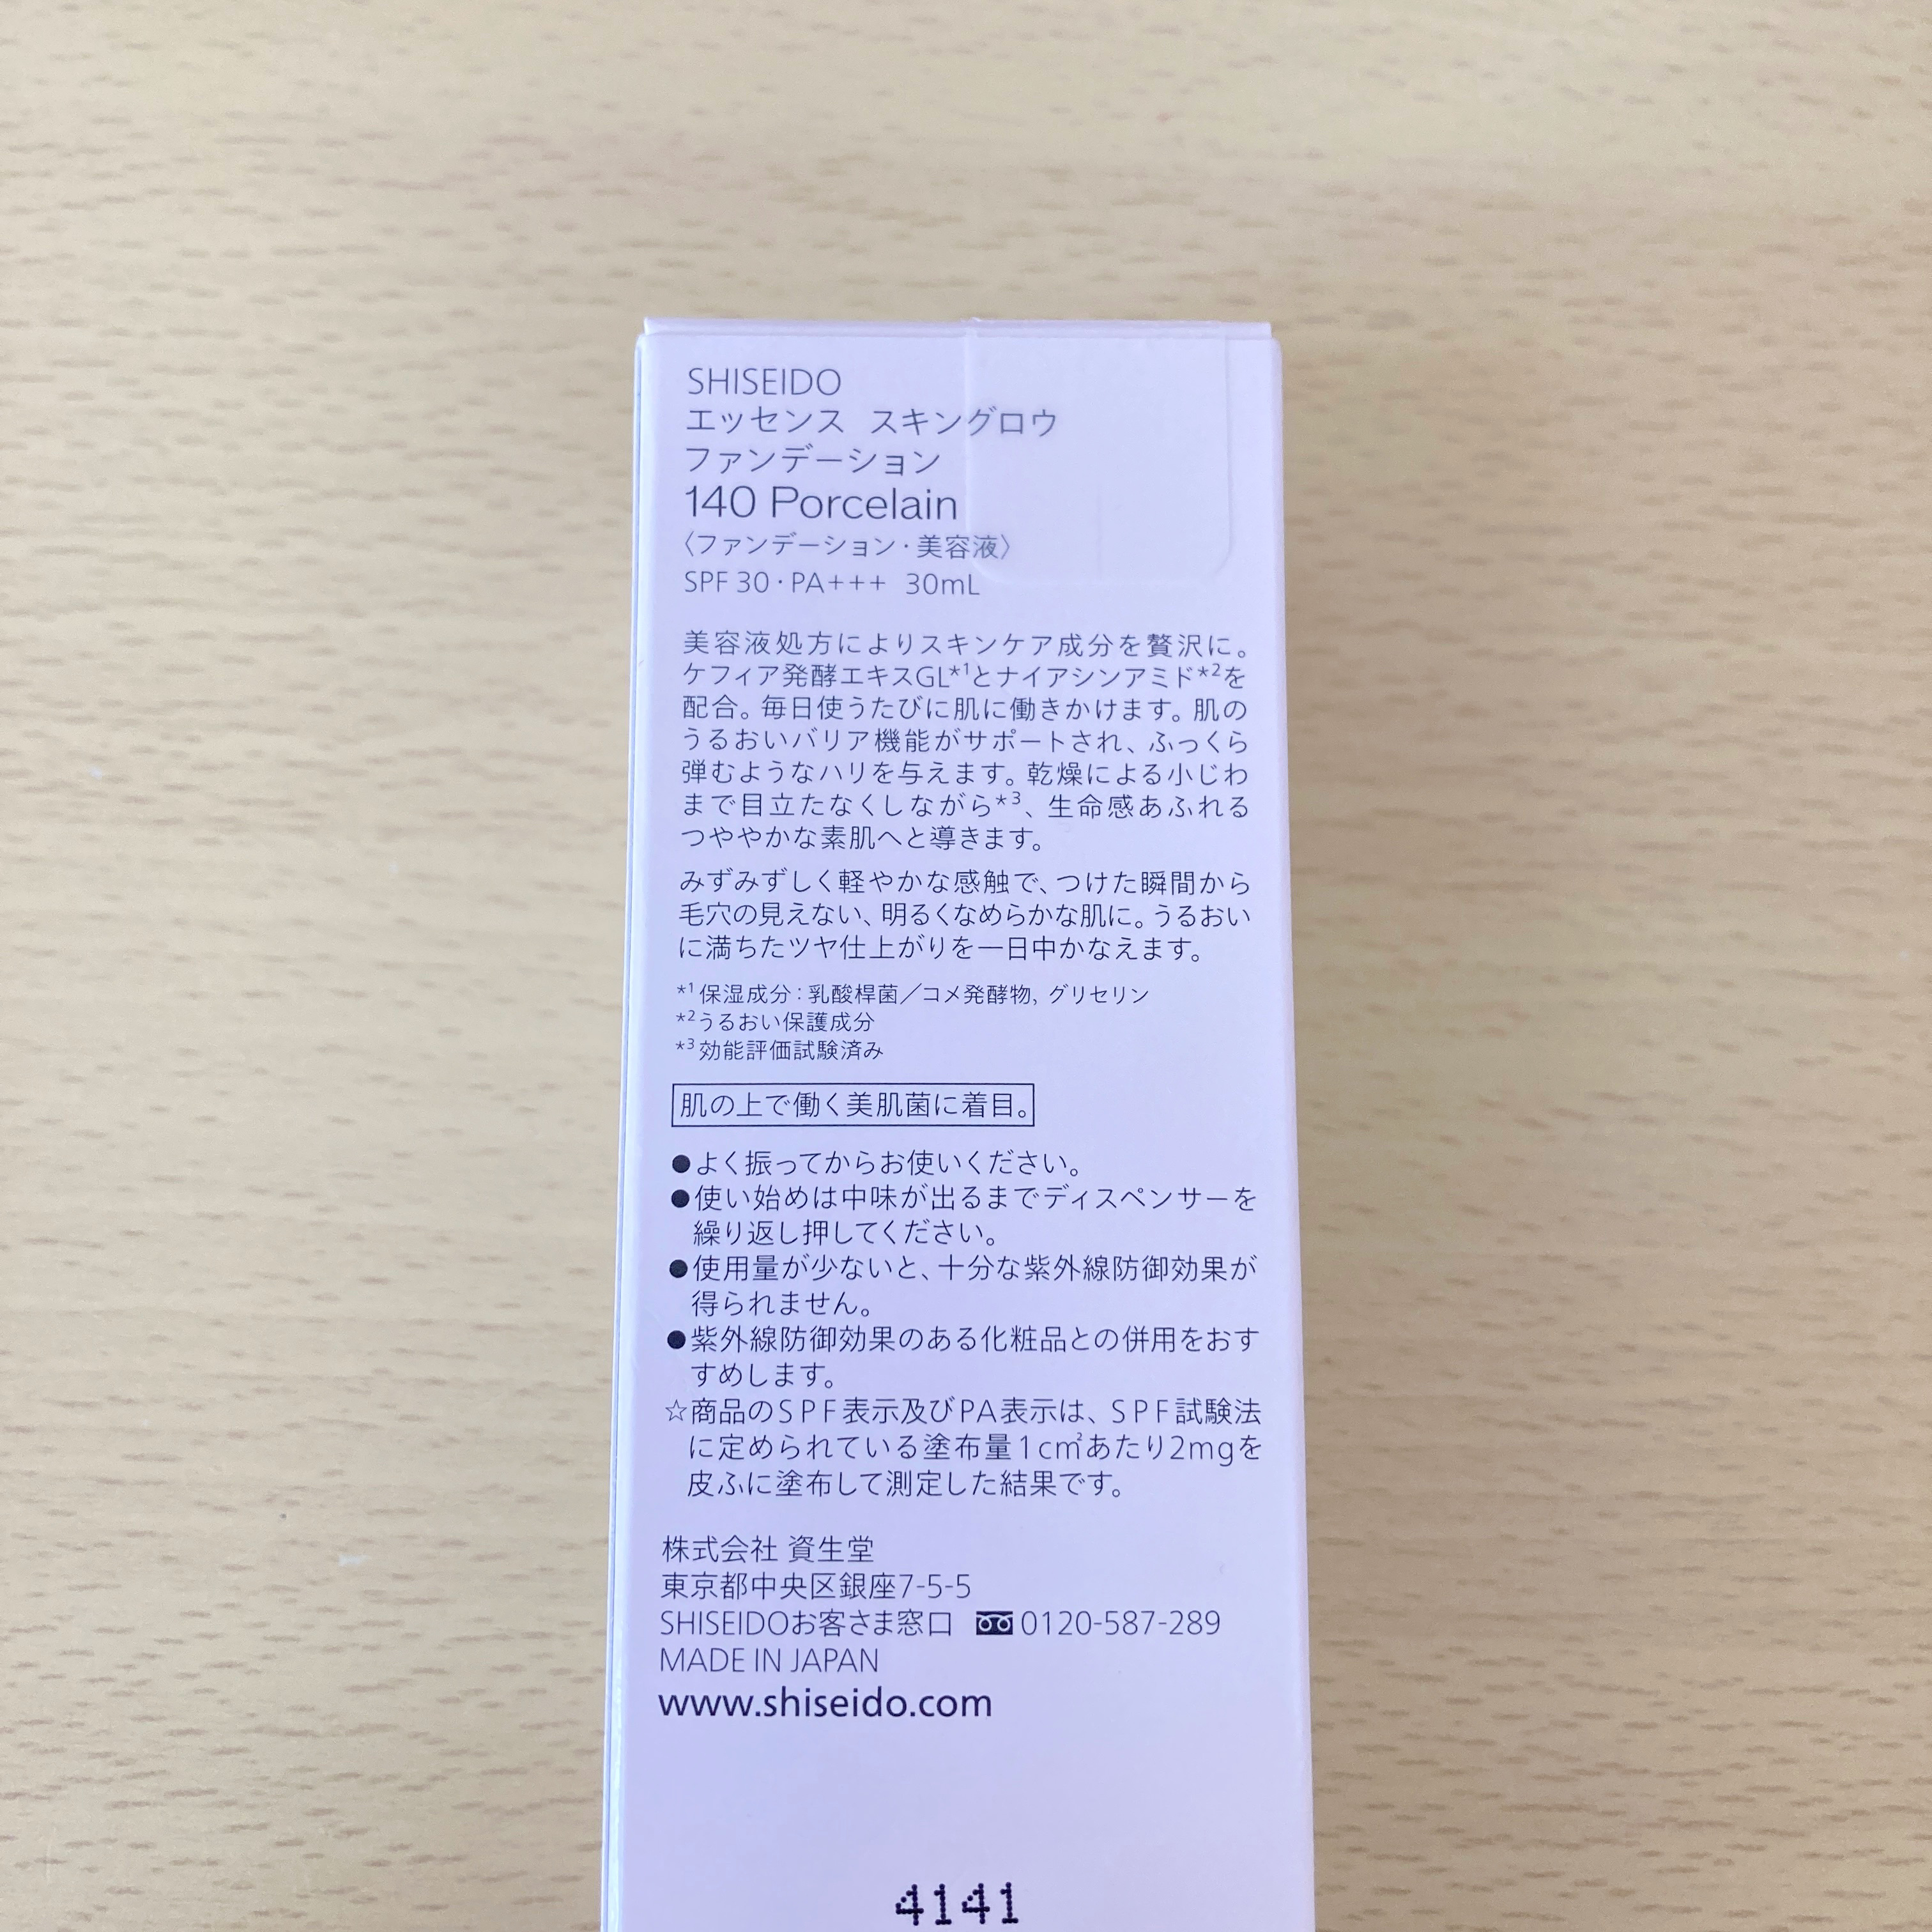 SHISEIDO
エッセンス スキングロウ
ファンデーション
140 Porcelain
〈ファンデーション・美容液〉
SPF 30・PA+++ 30mL
美容液処方によりスキンケア成分を贅沢に。
ケフィア発酵エキスGL*1とナイアシンアミド*2を
配合。毎日使うたびに肌に働きかけます。肌の
うるおいバリア機能がサポートされ、ふっくら
弾むようなハリを与えます。乾燥による小じわ
まで目立たなくしながら*3、生命感あふれる
つややかな素肌へと導きます。
みずみずしく軽やかな感触で、つけた瞬間から
毛穴の見えない、明るくなめらかな肌に。うるおい
に満ちたツヤ仕上がりを一日中かなえます。
*1 保湿成分：乳酸桿菌／コメ発酵物, グリセリン
*2 うるおい保護成分
*3 効能評価試験済み
肌の上で働く美肌菌に着目。
●よく振ってからお使いください。
●使い始めは中味が出るまでディスペンサーを
繰り返し押してください。
●使用量が少ないと、十分な紫外線防御効果が
得られません。
●紫外線防御効果のある化粧品との併用をおす
すめします。
☆商品のSPF表示及びPA表示は、SPF試験法
に定められている塗布量1c㎡あたり2mgを
皮ふに塗布して測定した結果です。
株式会社 資生堂
東京都中央区銀座7-5-5
SHISEIDOお客さま窓口 0120-587-289
MADE IN JAPAN
www.shiseido.com
4141